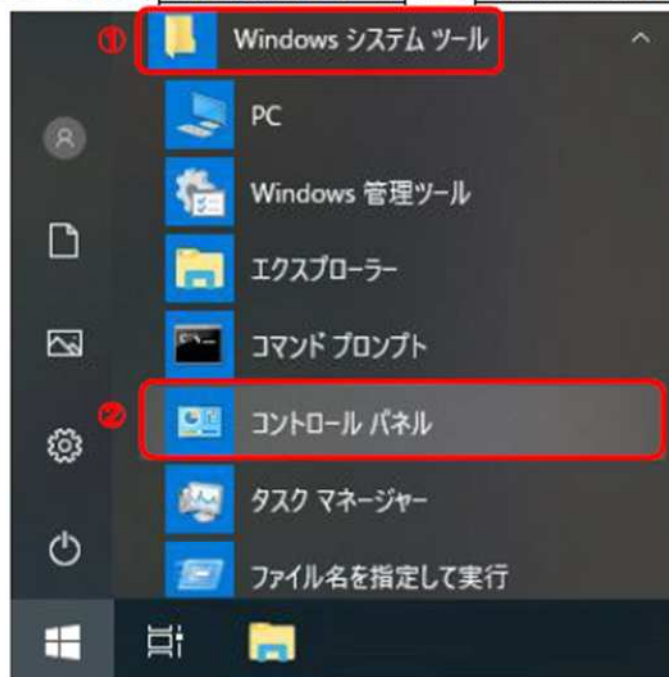 ① Windows システム ツール
PC
Windows 管理ツール
エクスプローラー
コマンド プロンプト
② コントロール パネル
タスク マネージャー
ファイル名を指定して実行